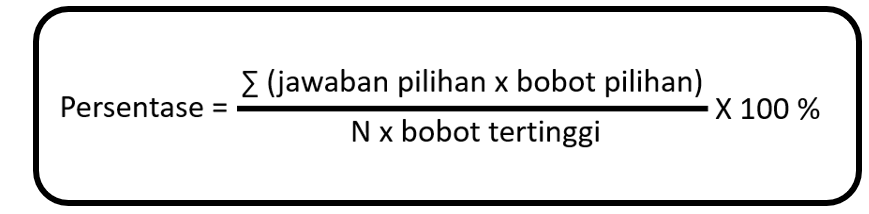 ∑ (jawaban pilihan x bobot pilihan)
Persentase = X 100 %
N x bobot tertinggi